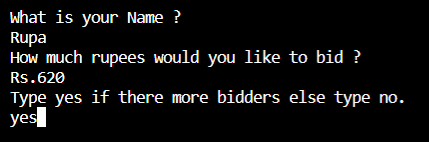 What is your Name ?
Rupa
How much rupees would you like to bid ?
Rs.620
Type yes if there more bidders else type no.
yes